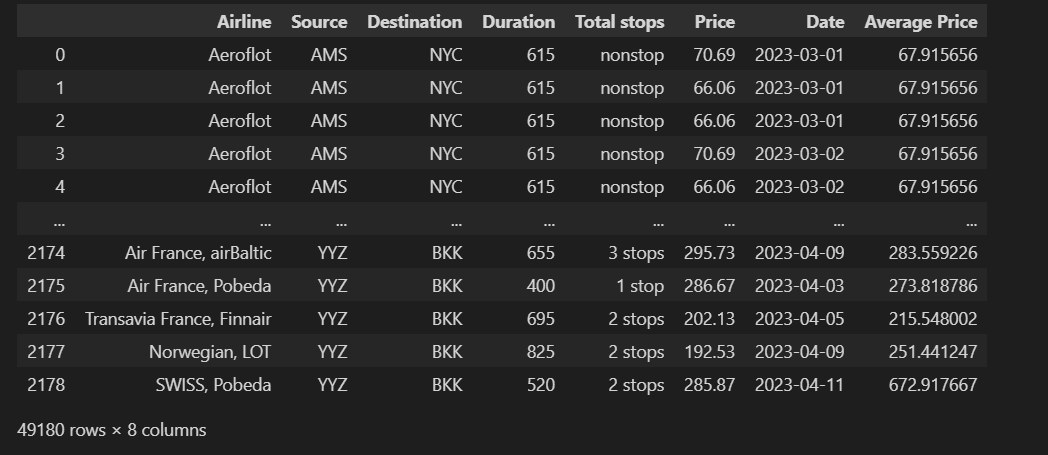 Airline Source Destination Duration Total stops Price Date Average Price
0 Aeroflot AMS NYC 615 nonstop 70.69 2023-03-01 67.915656
1 Aeroflot AMS NYC 615 nonstop 66.06 2023-03-01 67.915656
2 Aeroflot AMS NYC 615 nonstop 66.06 2023-03-01 67.915656
3 Aeroflot AMS NYC 615 nonstop 70.69 2023-03-02 67.915656
4 Aeroflot AMS NYC 615 nonstop 66.06 2023-03-02 67.915656
... ... ... ... ... ... ... ... ...
2174 Air France, airBaltic YYZ BKK 655 3 stops 295.73 2023-04-09 283.559226
2175 Air France, Pobeda YYZ BKK 400 1 stop 286.67 2023-04-03 273.818786
2176 Transavia France, Finnair YYZ BKK 695 2 stops 202.13 2023-04-05 215.548002
2177 Norwegian, LOT YYZ BKK 825 2 stops 192.53 2023-04-09 251.441247
2178 SWISS, Pobeda YYZ BKK 520 2 stops 285.87 2023-04-11 672.917667
49180 rows × 8 columns